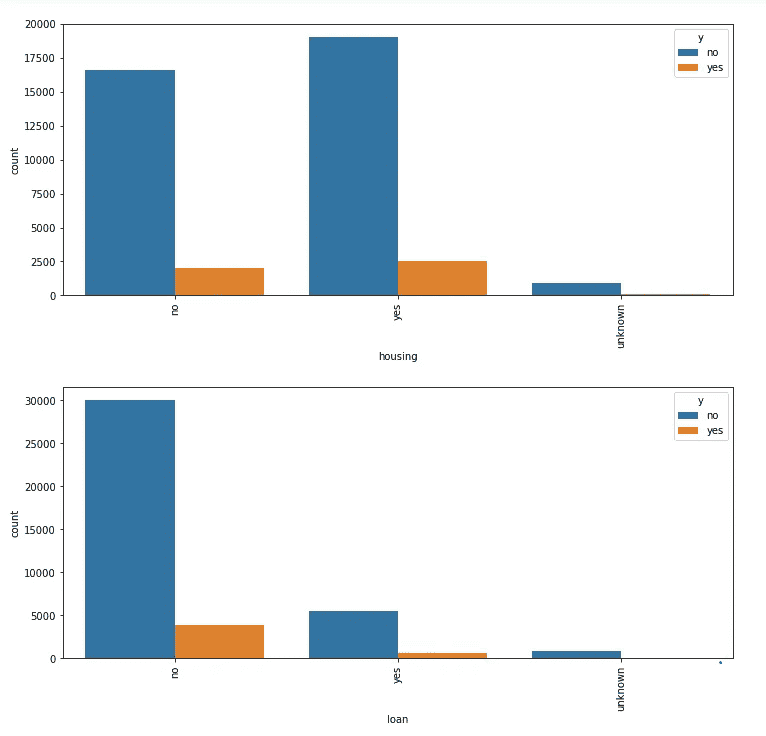 20000
17500
15000
12500
10000
7500
5000
2500
0
count
y
no
yes
no
yes
unknown
housing
30000
25000
20000
15000
10000
5000
0
count
y
no
yes
no
yes
unknown
loan